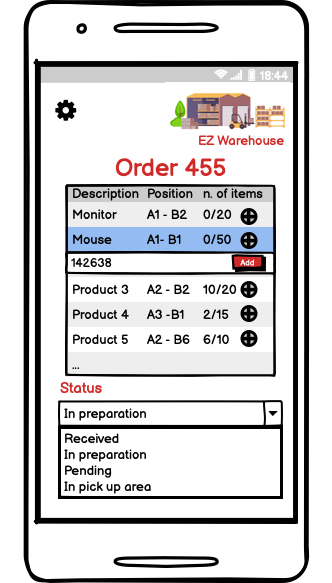 18:44
EZ Warehouse
Order 455
Description Position n. of items
Monitor A1 - B2 0/20
Mouse A1- B1 0/50
142638 Add
Product 3 A2 - B2 10/20
Product 4 A3 -B1 2/15
Product 5 A2 - B6 6/10
...
Status
In preparation
Received
In preparation
Pending
In pick up area